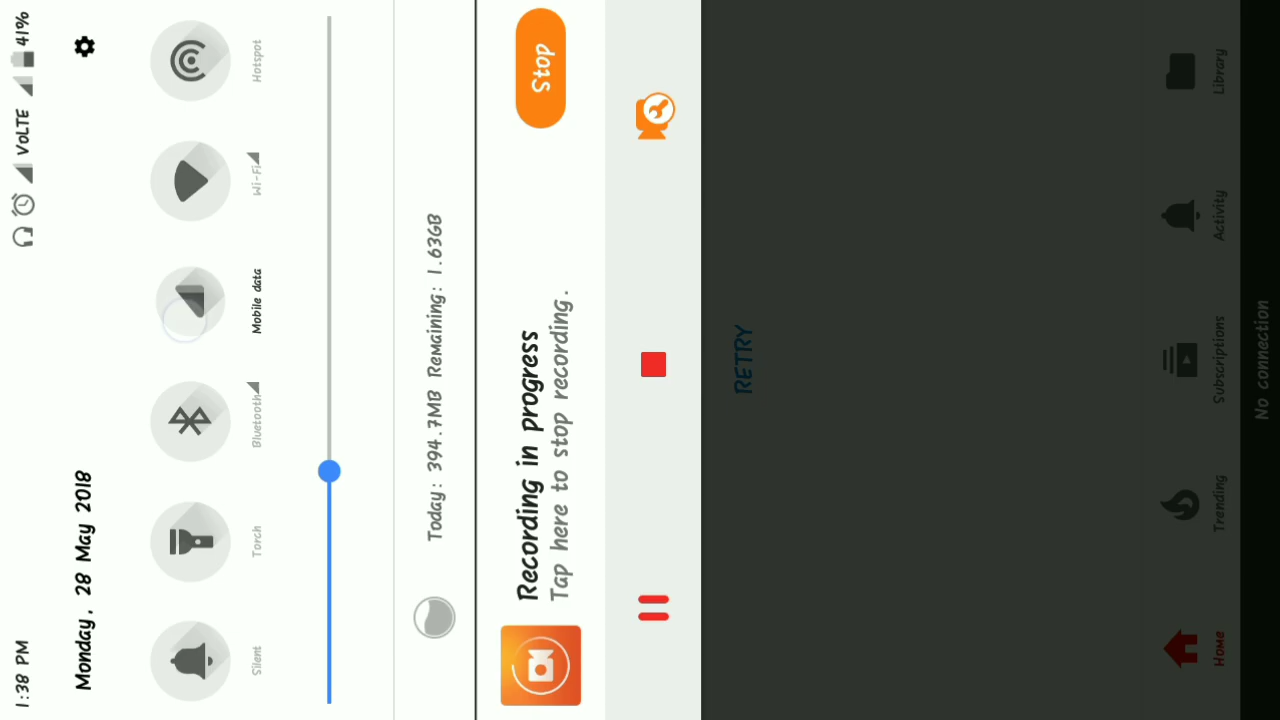 1:38 PM VoLTE 41%
Monday, 28 May 2018
Silent Torch Bluetooth Mobile data Wi-Fi Hotspot
Today: 394.7MB Remaining: 1.63GB
Recording in progress
Tap here to stop recording.
Stop
RETRY
Home Trending Subscriptions Activity Library
No connection